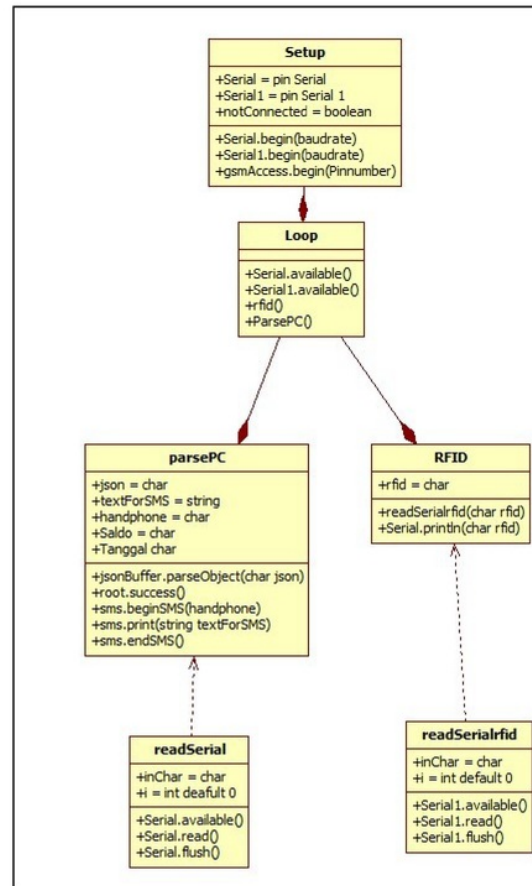 Setup
+Serial = pin Serial
+Serial1 = pin Serial 1
+notConnected = boolean
+Serial.begin(baudrate)
+Serial1.begin(baudrate)
+gsmAccess.begin(Pinnumber)
Loop
+Serial.available()
+Serial1.available()
+rfid()
+ParsePC()
parsePC
+json = char
+textForSMS = string
+handphone = char
+Saldo = char
+Tanggal char
+jsonBuffer.parseObject(char json)
+root.success()
+sms.beginSMS(handphone)
+sms.print(string textForSMS)
+sms.endSMS()
RFID
+rfid = char
+readSerialrfid(char rfid)
+Serial.println(char rfid)
readSerial
+inChar = char
+i = int deafult 0
+Serial.available()
+Serial.read()
+Serial.flush()
readSerialrfid
+inChar = char
+i = int default 0
+Serial1.available()
+Serial1.read()
+Serial1.flush()